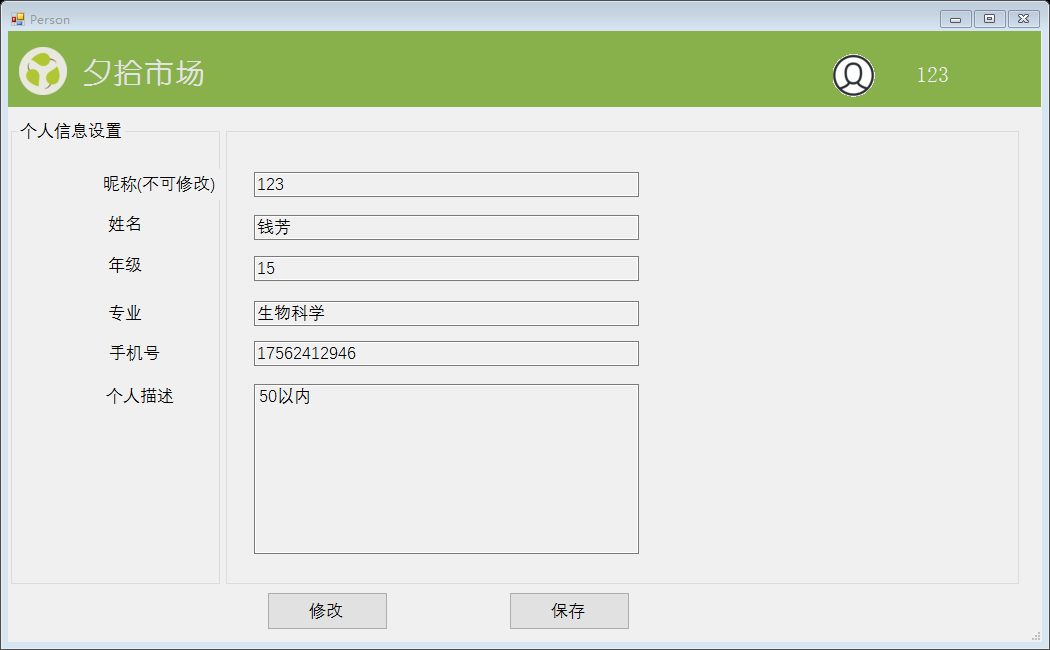 Person
夕拾市场
123
个人信息设置
昵称(不可修改) 123
姓名 钱芳
年级 15
专业 生物科学
手机号 17562412946
个人描述 50以内
修改 保存